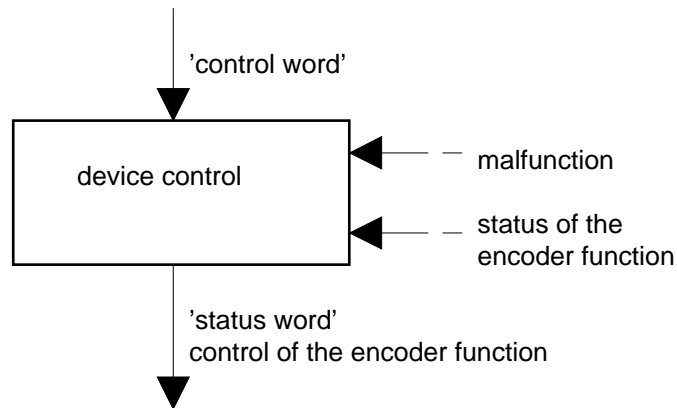 ’control word’
device control
malfunction
status of the
encoder function
’status word’
control of the encoder function